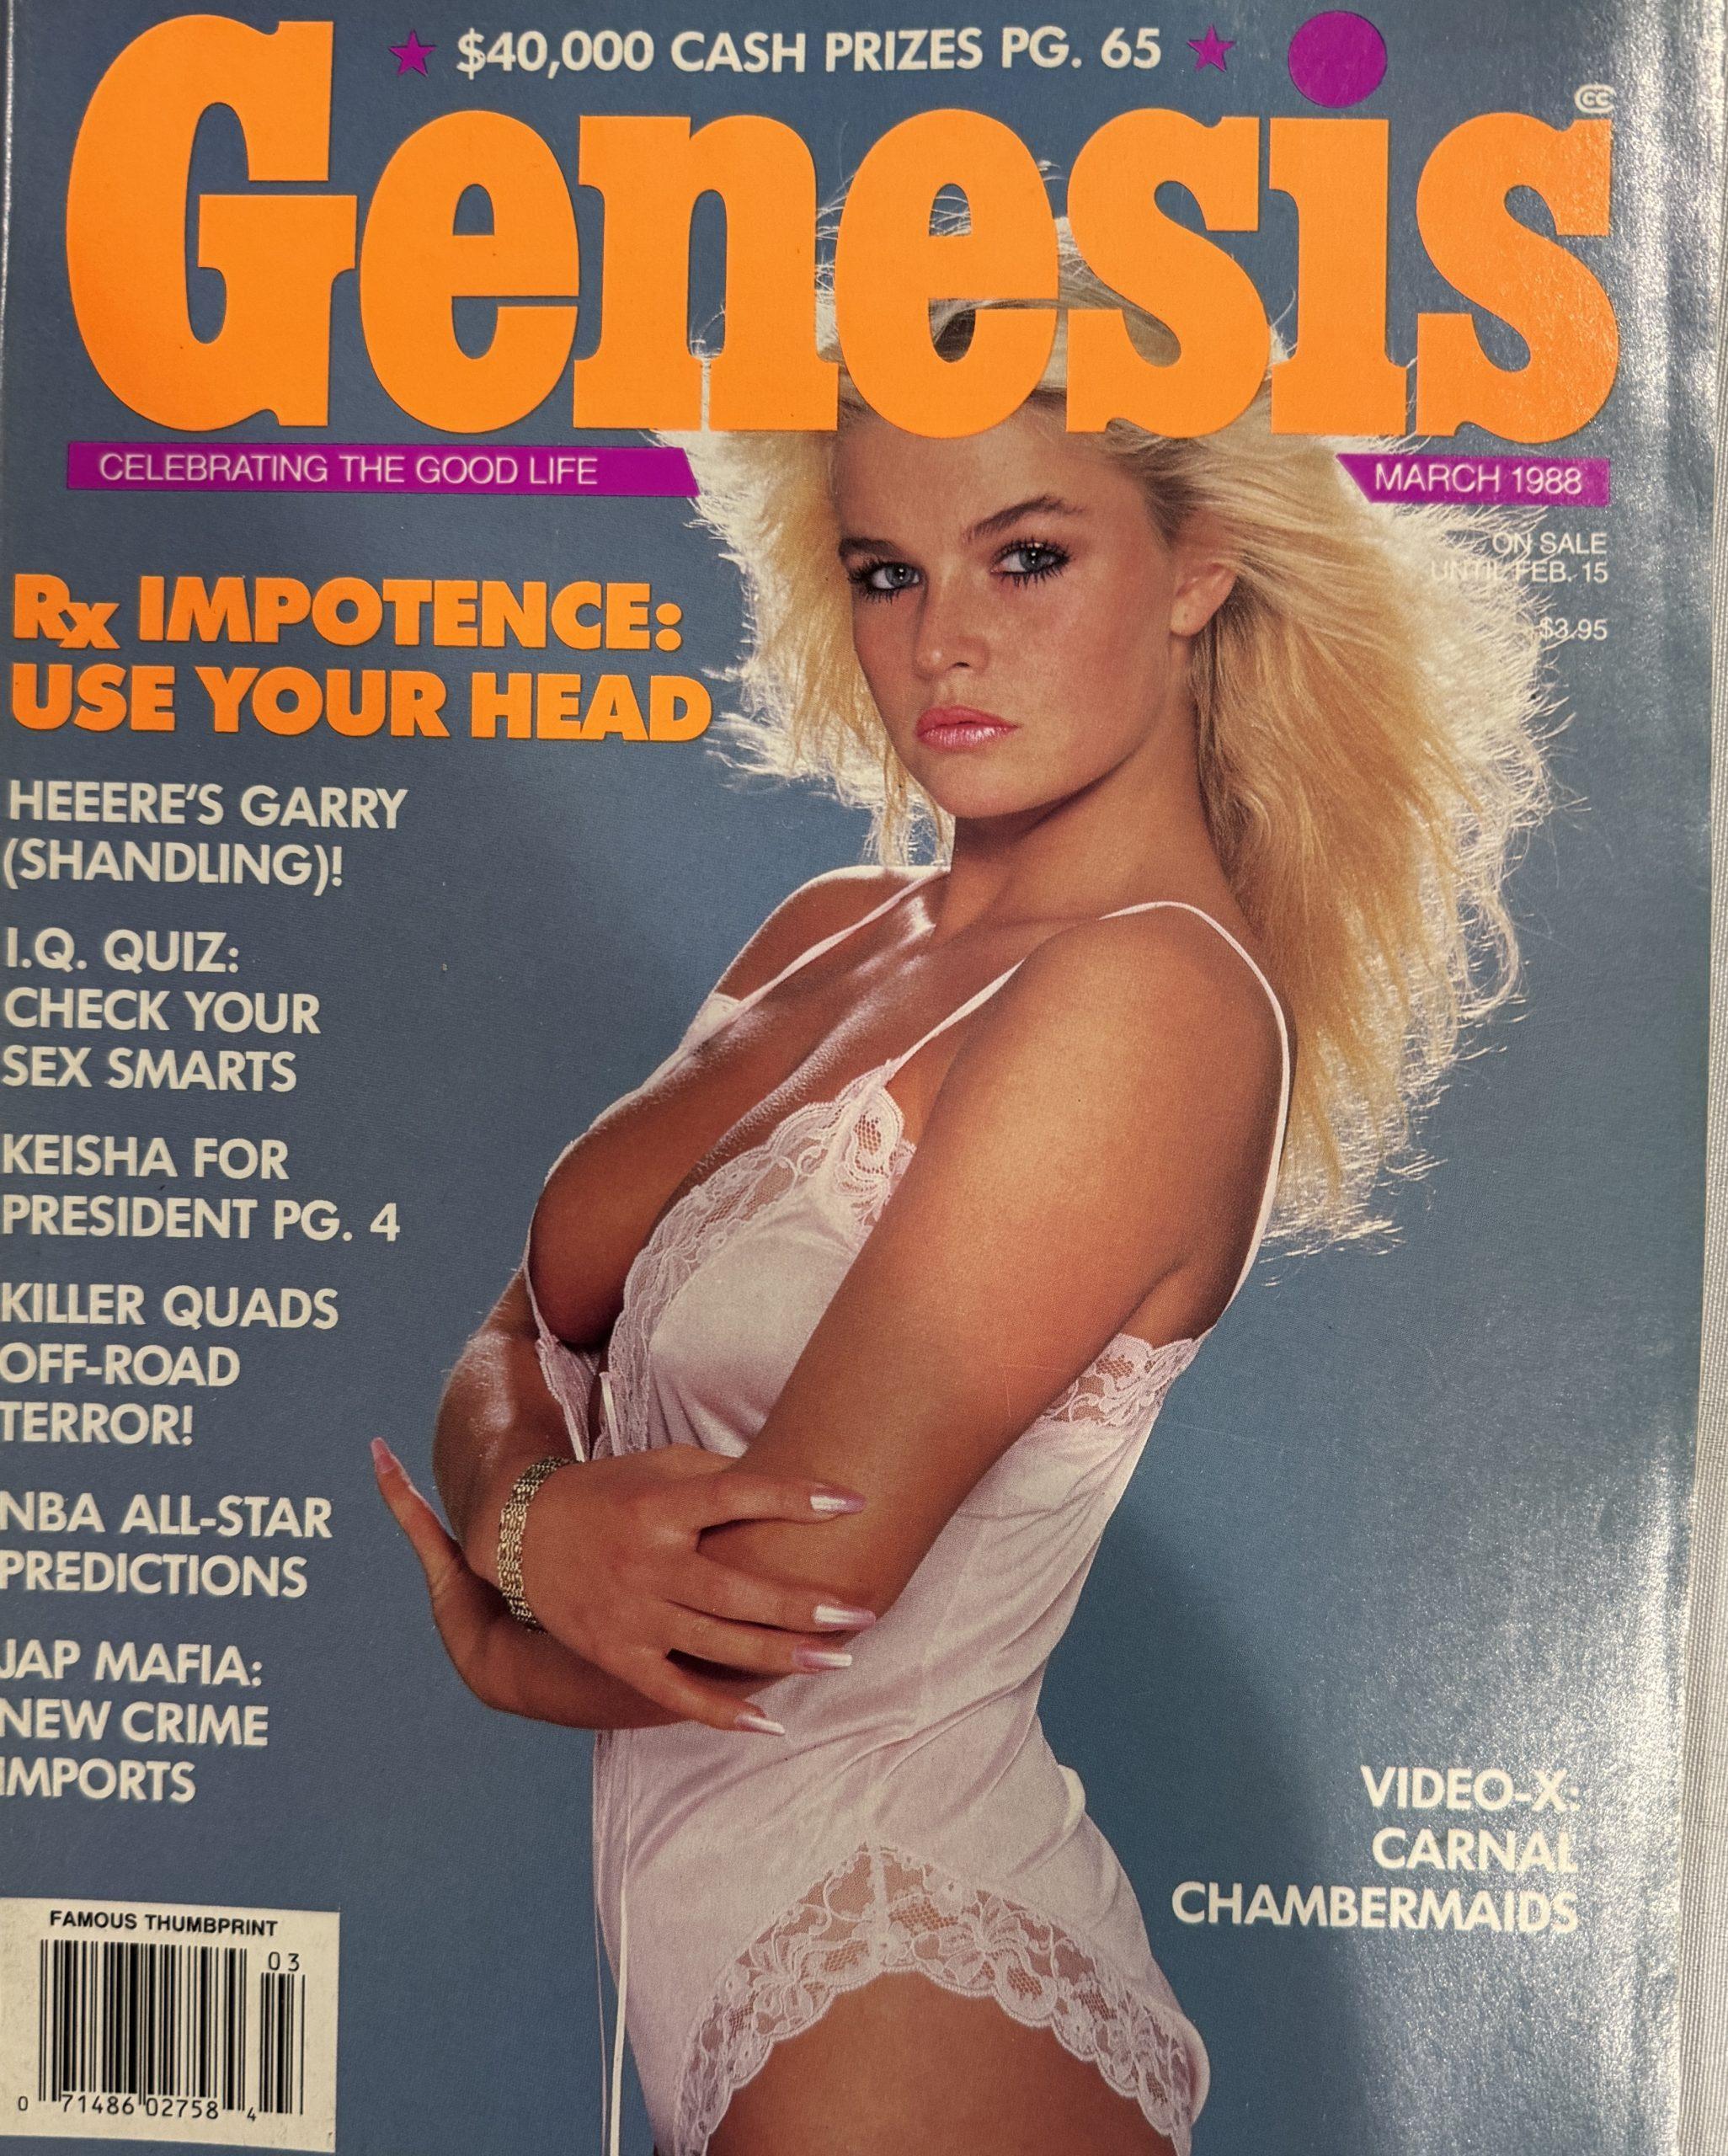 ★ $40,000 CASH PRIZES PG. 65 ★
Genesis
CELEBRATING THE GOOD LIFE
MARCH 1988
ON SALE
UNTIL FEB. 15
$3.95
Rx IMPOTENCE:
USE YOUR HEAD
HEEERE'S GARRY
(SHANDLING)!
I.Q. QUIZ:
CHECK YOUR
SEX SMARTS
KEISHA FOR
PRESIDENT PG. 4
KILLER QUADS
OFF-ROAD
TERROR!
NBA ALL-STAR
PREDICTIONS
JAP MAFIA:
NEW CRIME
IMPORTS
VIDEO-X:
CARNAL
CHAMBERMAIDS
FAMOUS THUMBPRINT
03
0 71486 02758 4